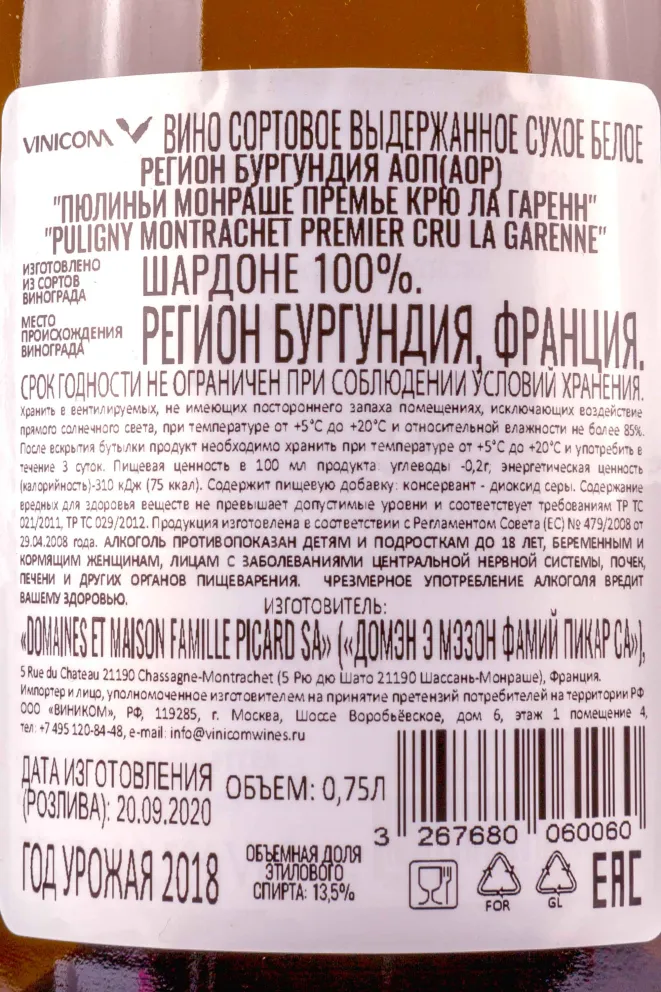 VINICOM ВИНО СОРТОВОЕ ВЫДЕРЖАННОЕ СУХОЕ БЕЛОЕ
РЕГИОН БУРГУНДИЯ АОП(АОР)
"ПЮЛИНЬИ МОНРАШЕ ПРЕМЬЕ КРЮ ЛА ГАРЕНН"
"PULIGNY MONTRACHET PREMIER CRU LA GARENNE"
ИЗГОТОВЛЕНО
ИЗ СОРТОВ
ВИНОГРАДА
ШАРДОНЕ 100%.
МЕСТО
ПРОИСХОЖДЕНИЯ
ВИНОГРАДА
РЕГИОН БУРГУНДИЯ, ФРАНЦИЯ.
СРОК ГОДНОСТИ НЕ ОГРАНИЧЕН ПРИ СОБЛЮДЕНИИ УСЛОВИЙ ХРАНЕНИЯ.
Хранить в вентилируемых, не имеющих постороннего запаха помещениях, исключающих воздействие
прямого солнечного света, при температуре от +5°С до +20°С и относительной влажности не более 85%.
После вскрытия бутылки продукт необходимо хранить при температуре от +5°С до +20°С и употребить в
течение 3 суток. Пищевая ценность в 100 мл продукта: углеводы -0,2г, энергетическая ценность
(калорийность)-310 кДж (75 ккал). Содержит пищевую добавку: консервант - диоксид серы. Содержание
вредных для здоровья веществ не превышает допустимые уровни и соответствует требованиям ТР ТС
021/2011, ТР ТС 029/2012. Продукция изготовлена в соответствии с Регламентом Совета (ЕС) № 479/2008 от
29.04.2008 года. АЛКОГОЛЬ ПРОТИВОПОКАЗАН ДЕТЯМ И ПОДРОСТКАМ ДО 18 ЛЕТ, БЕРЕМЕННЫМ И
КОРМЯЩИМ ЖЕНЩИНАМ, ЛИЦАМ С ЗАБОЛЕВАНИЯМИ ЦЕНТРАЛЬНОЙ НЕРВНОЙ СИСТЕМЫ, ПОЧЕК,
ПЕЧЕНИ И ДРУГИХ ОРГАНОВ ПИЩЕВАРЕНИЯ. ЧРЕЗМЕРНОЕ УПОТРЕБЛЕНИЕ АЛКОГОЛЯ ВРЕДИТ
ВАШЕМУ ЗДОРОВЬЮ.
ИЗГОТОВИТЕЛЬ:
«DOMAINES ET MAISON FAMILLE PICARD SA» («ДОМЭН Э МЭЗОН ФАМИЙ ПИКАР СА»),
5 Rue du Chateau 21190 Chassagne-Montrachet (5 Рю дю Шато 21190 Шассань-Монраше), Франция.
Импортер и лицо, уполномоченное изготовителем на принятие претензий потребителей на территории РФ
ООО «ВИНИКОМ», РФ, 119285, г. Москва, Шоссе Воробьёвское, дом 6, этаж 1 помещение 4,
тел: +7 495 120-84-48, e-mail: info@vinicomwines.ru
ДАТА ИЗГОТОВЛЕНИЯ
(РОЗЛИВА): 20.09.2020
ОБЪЕМ: 0,75Л
3 267680 060060
ГОД УРОЖАЯ 2018
ОБЪЕМНАЯ ДОЛЯ
ЭТИЛОВОГО
СПИРТА: 13,5%
FOR
GL
EAC